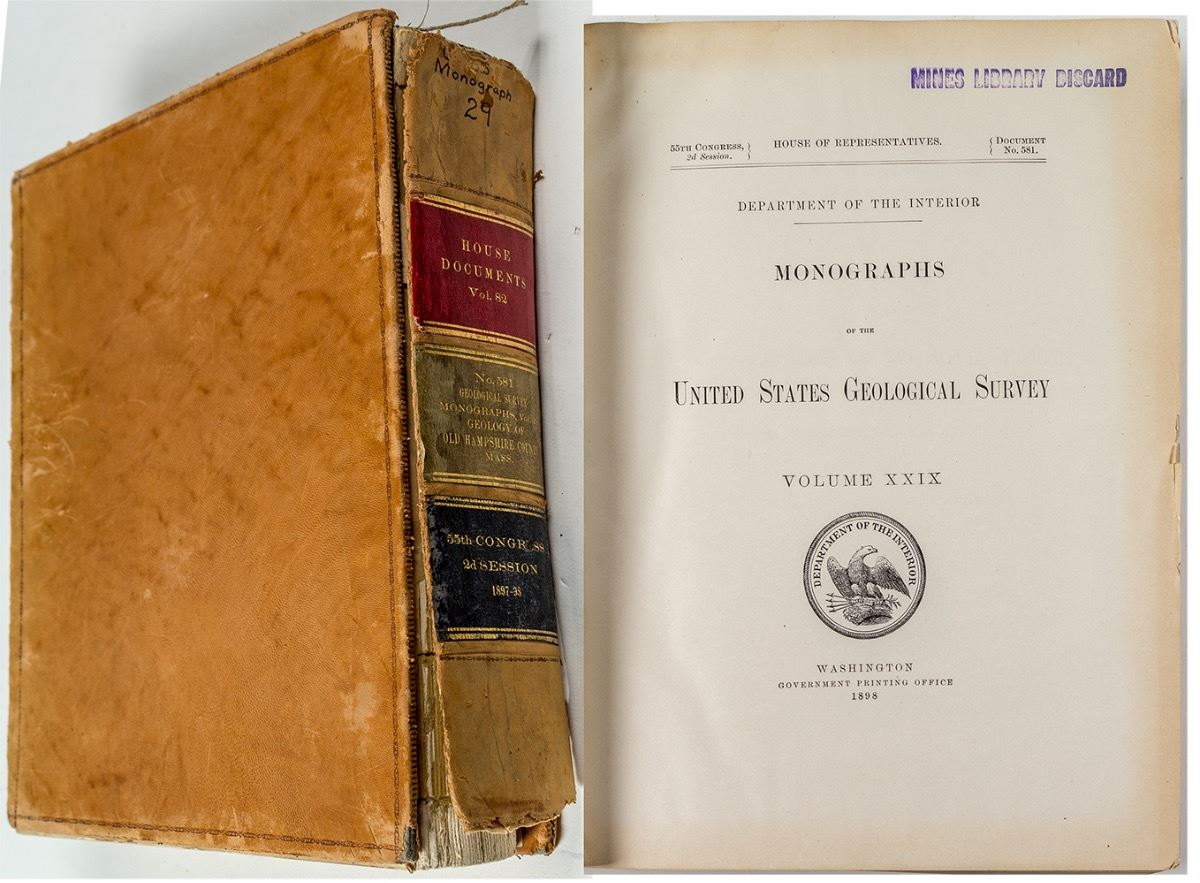 Monograph
29
HOUSE
DOCUMENTS
Vol. 82
No. 581
GEOLOGICAL SURVEY
MONOGRAPHS,
GEOLOGY OF
OLD HAMPSHIRE
MASS.
55th CONGRESS
2d SESSION
1897-98
MINES LIBRARY DISCARD
55TH CONGRESS, } HOUSE OF REPRESENTATIVES. { DOCUMENT
2d Session. } { No. 581.
DEPARTMENT OF THE INTERIOR
MONOGRAPHS
OF THE
UNITED STATES GEOLOGICAL SURVEY
VOLUME XXIX
DEPARTMENT OF THE INTERIOR
WASHINGTON
GOVERNMENT PRINTING OFFICE
1898